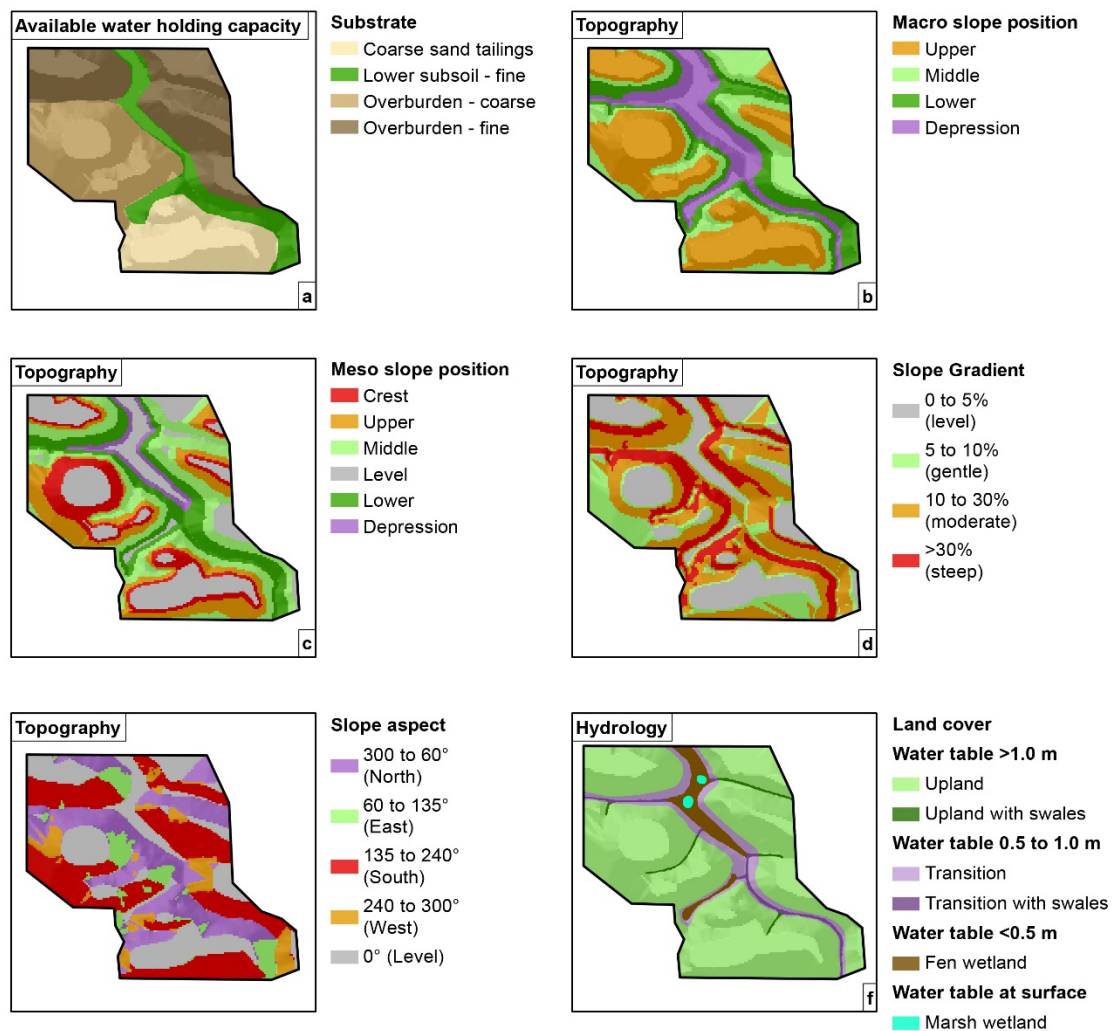 Available water holding capacity
Substrate
Coarse sand tailings
Lower subsoil - fine
Overburden - coarse
Overburden - fine
a
Topography
Macro slope position
Upper
Middle
Lower
Depression
b
Topography
Meso slope position
Crest
Upper
Middle
Level
Lower
Depression
c
Topography
Slope Gradient
0 to 5%
(level)
5 to 10%
(gentle)
10 to 30%
(moderate)
>30%
(steep)
d
Topography
Slope aspect
300 to 60°
(North)
60 to 135°
(East)
135 to 240°
(South)
240 to 300°
(West)
0° (Level)
Hydrology
Land cover
Water table >1.0 m
Upland
Upland with swales
Water table 0.5 to 1.0 m
Transition
Transition with swales
Water table <0.5 m
Fen wetland
Water table at surface
Marsh wetland
f